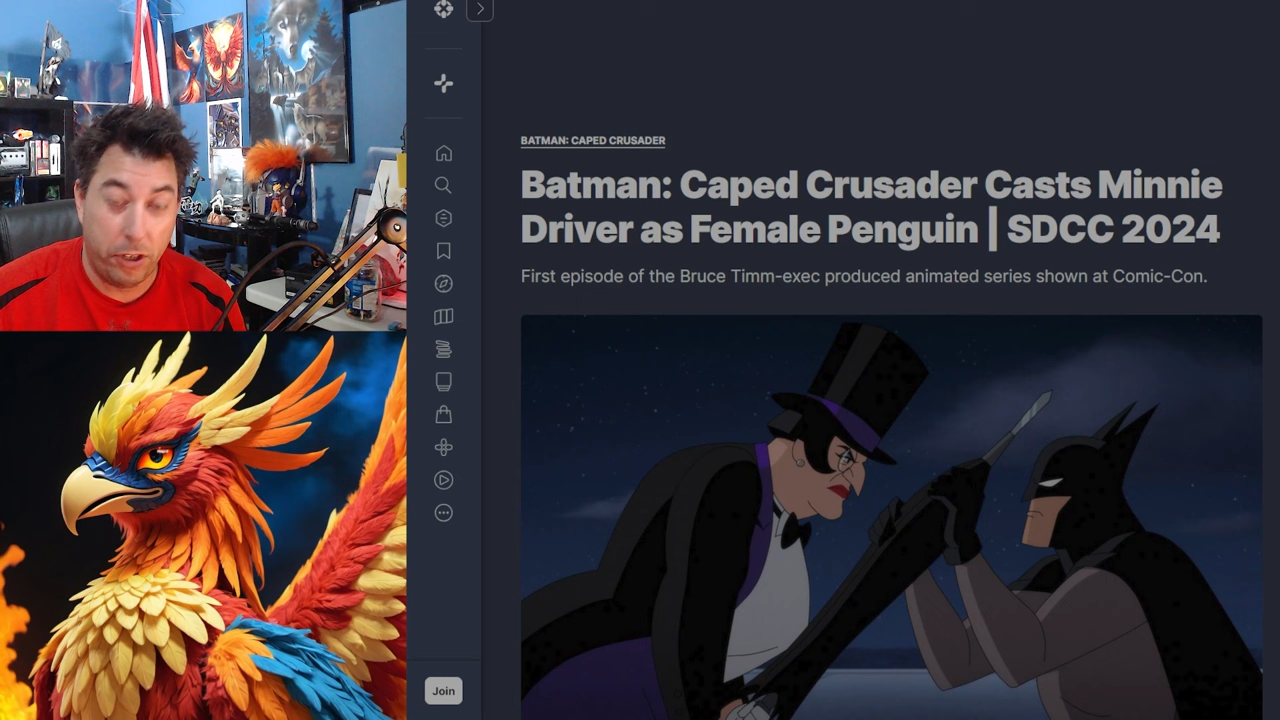 BATMAN: CAPED CRUSADER
Batman: Caped Crusader Casts Minnie
Driver as Female Penguin | SDCC 2024
First episode of the Bruce Timm-exec produced animated series shown at Comic-Con.
Join